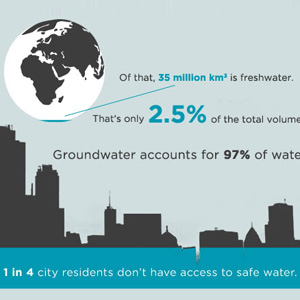 Of that, 35 million km³ is freshwater.
That's only 2.5% of the total volume
Groundwater accounts for 97% of wate
1 in 4 city residents don't have access to safe water.